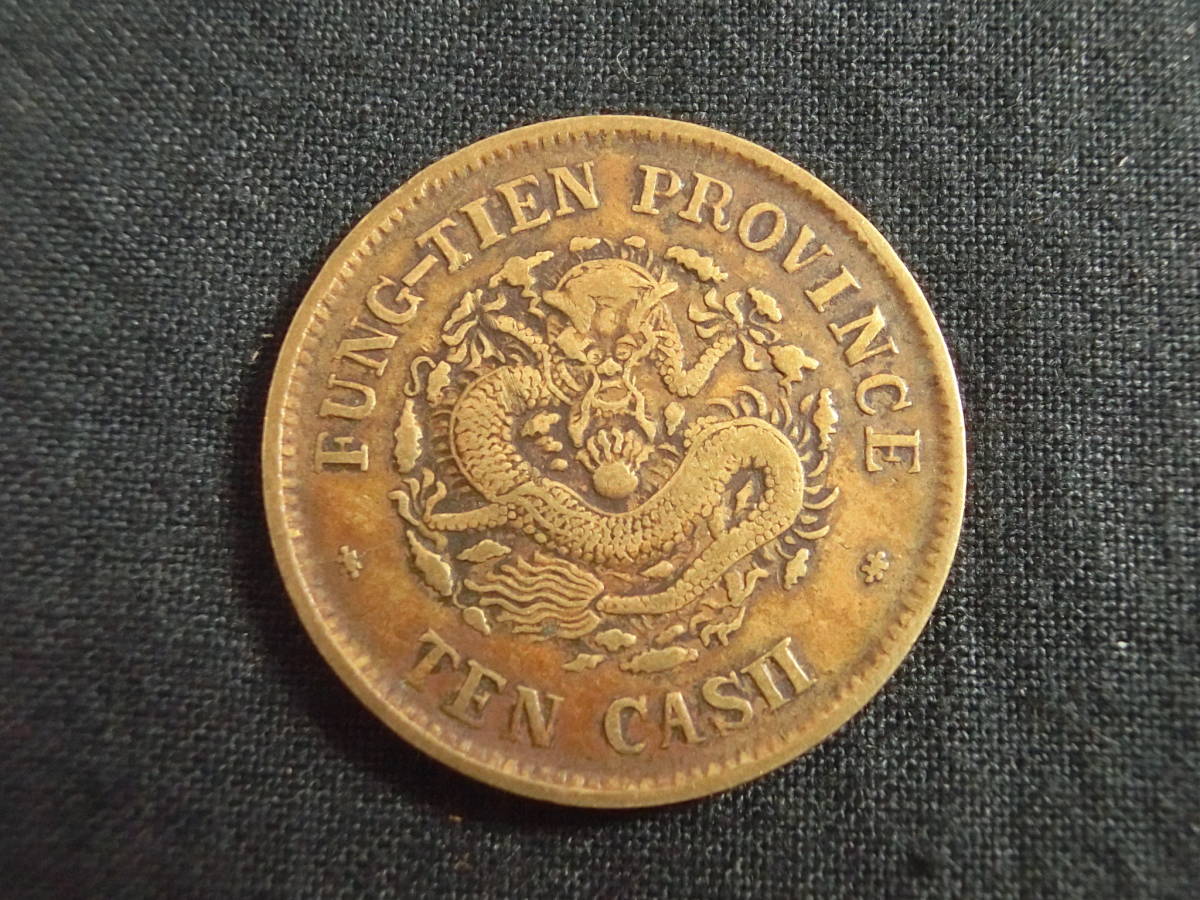 FUNG-TIEN PROVINCE
TEN CASH